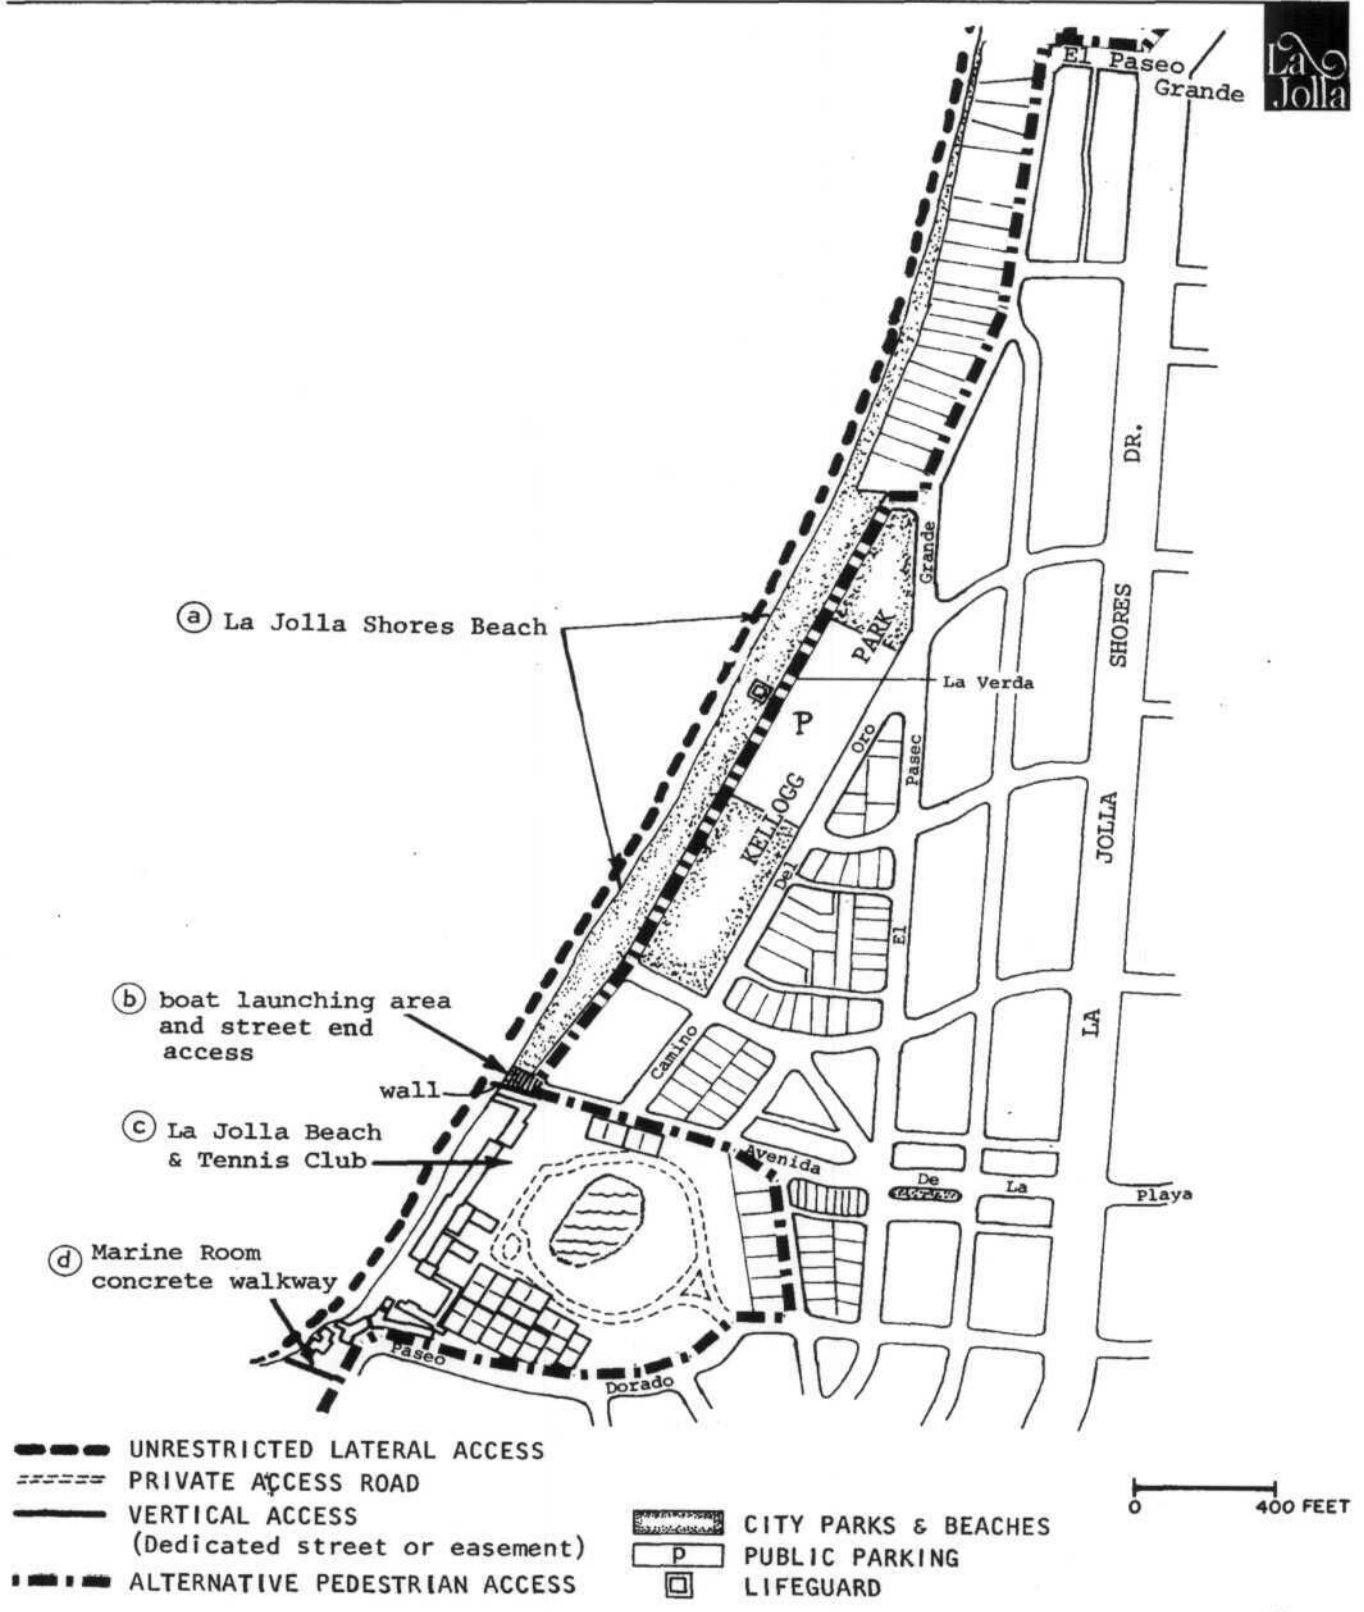 La
Jolla
El Paseo
Grande
DR.
SHORES
JOLLA
LA
Grande
PARK
ⓐ La Jolla Shores Beach
La Verda
P
Oro
Pasec
KELLOGG
Del
El
ⓑ boat launching area
and street end
access
Camino
wall
ⓒ La Jolla Beach
& Tennis Club
Avenida
De
La
Playa
ⓓ Marine Room
concrete walkway
Paseo
Dorado
UNRESTRICTED LATERAL ACCESS
PRIVATE ACCESS ROAD
VERTICAL ACCESS
(Dedicated street or easement)
ALTERNATIVE PEDESTRIAN ACCESS
0 400 FEET
CITY PARKS & BEACHES
P PUBLIC PARKING
LIFEGUARD